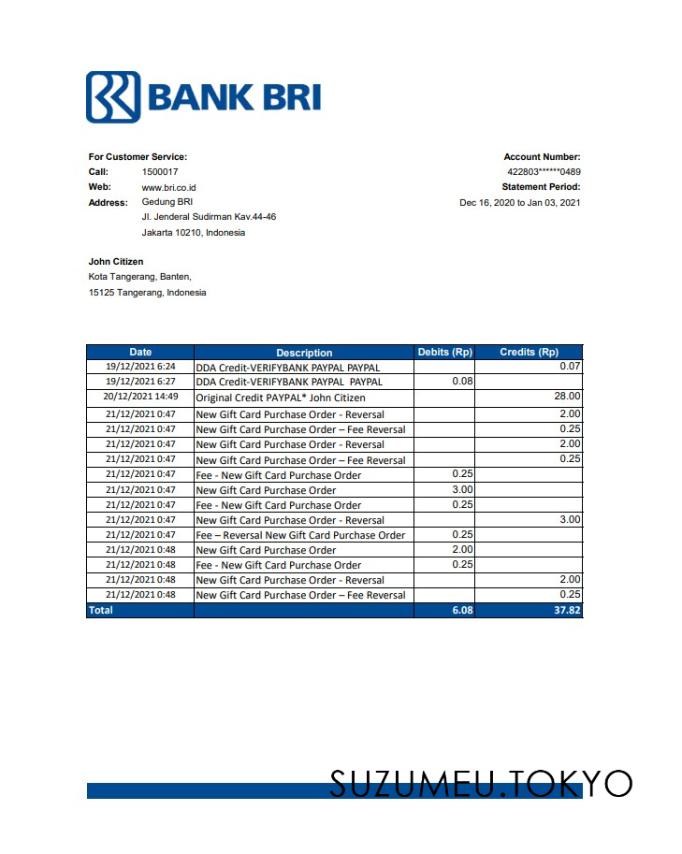 BANK BRI
For Customer Service:
Call: 1500017
Web: www.bri.co.id
Address: Gedung BRI
Jl. Jenderal Sudirman Kav.44-46
Jakarta 10210, Indonesia
Account Number:
422803******0489
Statement Period:
Dec 16, 2020 to Jan 03, 2021
John Citizen
Kota Tangerang, Banten,
15125 Tangerang, Indonesia
Date Description Debits (Rp) Credits (Rp)
19/12/2021 6:24 DDA Credit-VERIFYBANK PAYPAL PAYPAL 0.07
19/12/2021 6:27 DDA Credit-VERIFYBANK PAYPAL PAYPAL 0.08
20/12/2021 14:49 Original Credit PAYPAL* John Citizen 28.00
21/12/2021 0:47 New Gift Card Purchase Order - Reversal 2.00
21/12/2021 0:47 New Gift Card Purchase Order – Fee Reversal 0.25
21/12/2021 0:47 New Gift Card Purchase Order - Reversal 2.00
21/12/2021 0:47 New Gift Card Purchase Order – Fee Reversal 0.25
21/12/2021 0:47 Fee - New Gift Card Purchase Order 0.25
21/12/2021 0:47 New Gift Card Purchase Order 3.00
21/12/2021 0:47 Fee - New Gift Card Purchase Order 0.25
21/12/2021 0:47 New Gift Card Purchase Order - Reversal 3.00
21/12/2021 0:47 Fee – Reversal New Gift Card Purchase Order 0.25
21/12/2021 0:48 New Gift Card Purchase Order 2.00
21/12/2021 0:48 Fee - New Gift Card Purchase Order 0.25
21/12/2021 0:48 New Gift Card Purchase Order - Reversal 2.00
21/12/2021 0:48 New Gift Card Purchase Order – Fee Reversal 0.25
Total 6.08 37.82
SUZUMEU.TOKYO